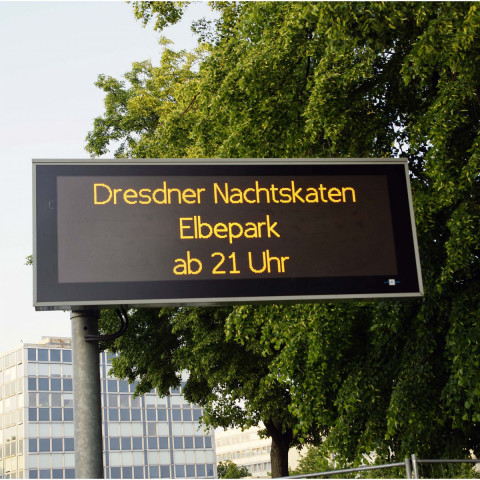 Dresdner Nachtskaten
Elbepark
ab 21 Uhr